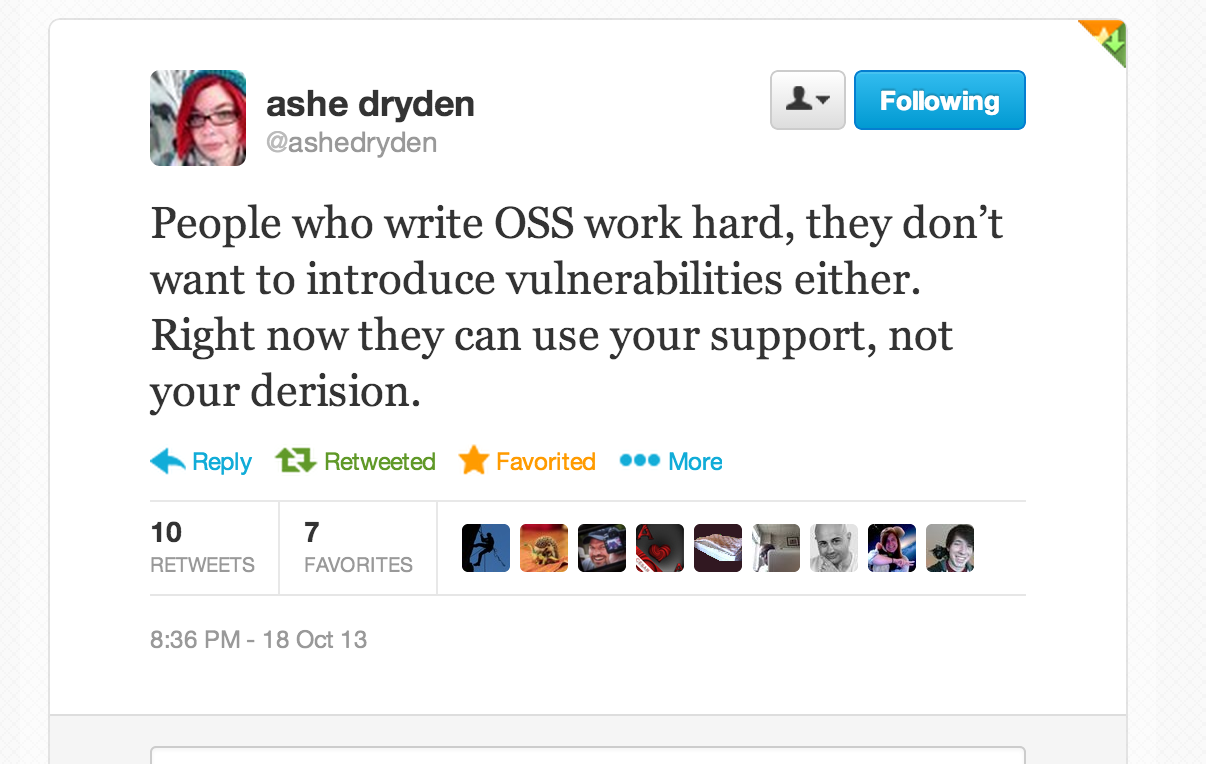 ashe dryden
@ashedryden
Following
People who write OSS work hard, they don’t
want to introduce vulnerabilities either.
Right now they can use your support, not
your derision.
Reply Retweeted Favorited More
10 7
RETWEETS FAVORITES
8:36 PM - 18 Oct 13